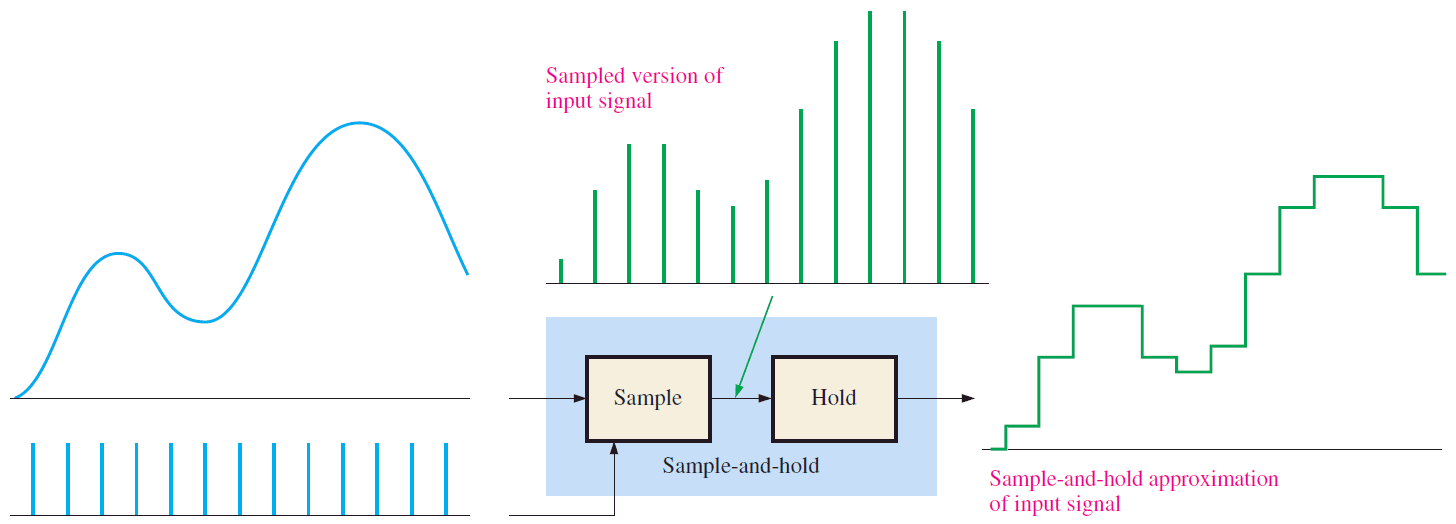 Sampled version of
input signal
Sample
Hold
Sample-and-hold
Sample-and-hold approximation
of input signal